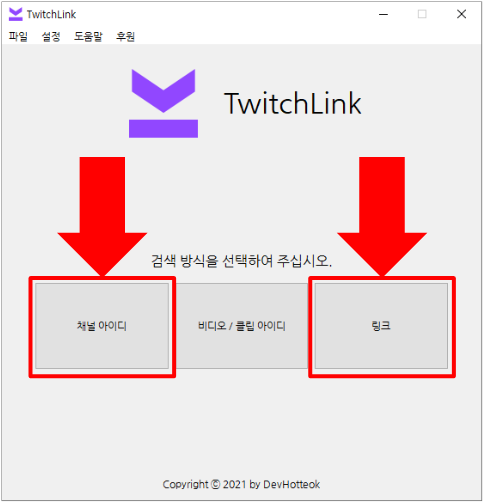 TwitchLink
파일 설정 도움말 후원
TwitchLink
검색 방식을 선택하여 주십시오.
채널 아이디 비디오 / 클립 아이디 링크
Copyright ⓒ 2021 by DevHotteok